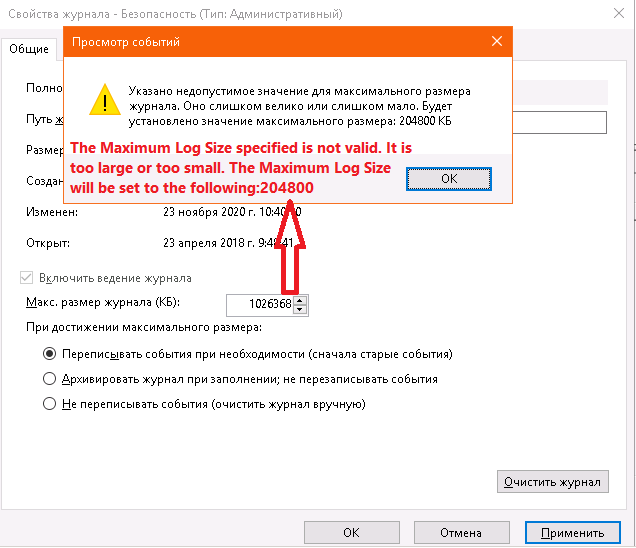 Свойства журнала - Безопасность (Тип: Административный)
Общие
Просмотр событий
Указано недопустимое значение для максимального размера
журнала. Оно слишком велико или слишком мало. Будет
установлено значение максимального размера: 204800 КБ
The Maximum Log Size specified is not valid. It is
too large or too small. The Maximum Log Size
will be set to the following:204800
OK
Полно
Путь ж
Размер
Создан
Изменен: 23 ноября 2020 г. 10:40:
Открыт: 23 апреля 2018 г. 9:48:41
Включить ведение журнала
Макс. размер журнала (КБ): 1026368
При достижении максимального размера:
Переписывать события при необходимости (сначала старые события)
Архивировать журнал при заполнении; не перезаписывать события
Не переписывать события (очистить журнал вручную)
Очистить журнал
OK Отмена Применить